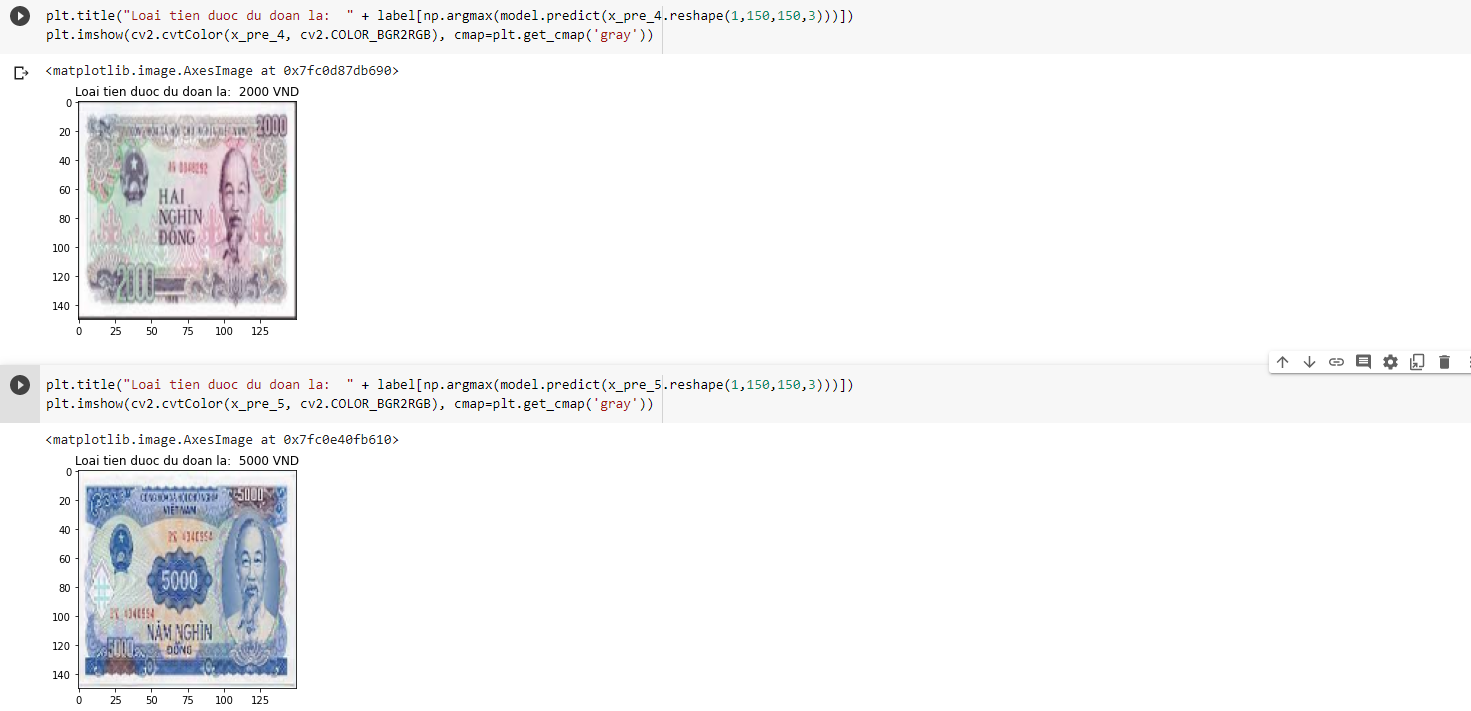 plt.title("Loai tien duoc du doan la:  " + label[np.argmax(model.predict(x_pre_4.reshape(1,150,150,3)))])
plt.imshow(cv2.cvtColor(x_pre_4, cv2.COLOR_BGR2RGB), cmap=plt.get_cmap('gray'))
<matplotlib.image.AxesImage at 0x7fc0d87db690>
Loai tien duoc du doan la:  2000 VND
0
20
40
60
80
100
120
140
2000
HAI
NGHÌN
ĐỒNG
2000
0 25 50 75 100 125
plt.title("Loai tien duoc du doan la:  " + label[np.argmax(model.predict(x_pre_5.reshape(1,150,150,3)))])
plt.imshow(cv2.cvtColor(x_pre_5, cv2.COLOR_BGR2RGB), cmap=plt.get_cmap('gray'))
<matplotlib.image.AxesImage at 0x7fc0e40fb610>
Loai tien duoc du doan la:  5000 VND
0
20
40
60
80
100
120
140
5000
VIỆT NAM
5000
NĂM NGHÌN
ĐỒNG
5000
0 25 50 75 100 125